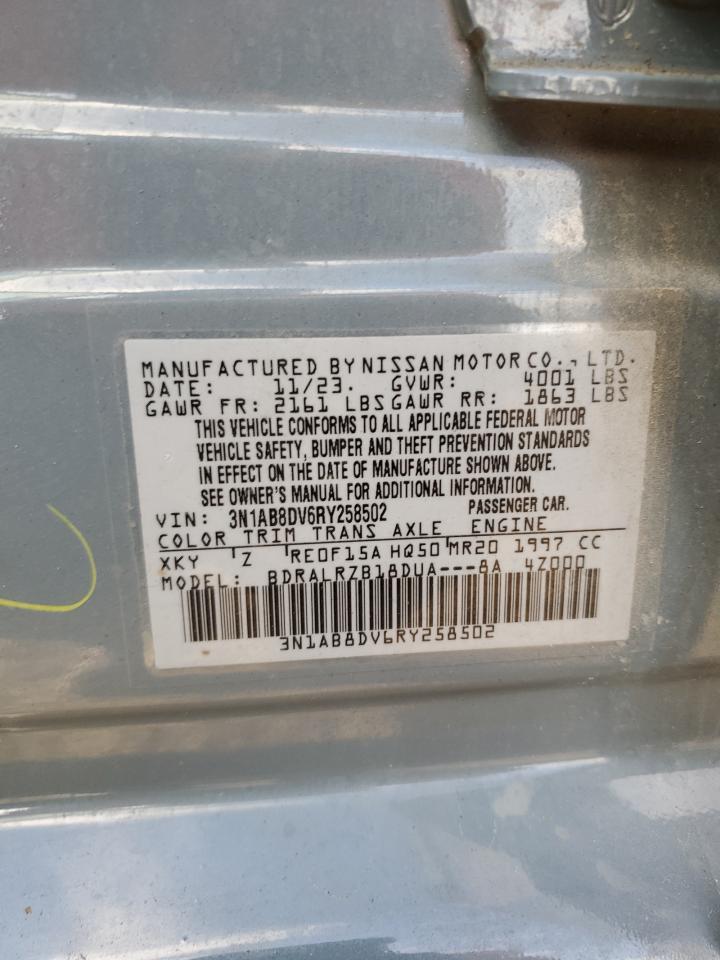 MANUFACTURED BY NISSAN MOTOR CO., LTD.
DATE: 11/23. GVWR: 4001 LBS
GAWR FR: 2161 LBS GAWR RR: 1863 LBS
THIS VEHICLE CONFORMS TO ALL APPLICABLE FEDERAL MOTOR
VEHICLE SAFETY, BUMPER AND THEFT PREVENTION STANDARDS
IN EFFECT ON THE DATE OF MANUFACTURE SHOWN ABOVE.
SEE OWNER'S MANUAL FOR ADDITIONAL INFORMATION.
VIN: 3N1AB8DV6RY258502 PASSENGER CAR.
COLOR TRIM TRANS AXLE ENGINE
XKY Z RE0F15A HQ50 MR20 1997 CC
MODEL: BDRALRZB18DUA---8A 4Z000
3N1AB8DV6RY258502